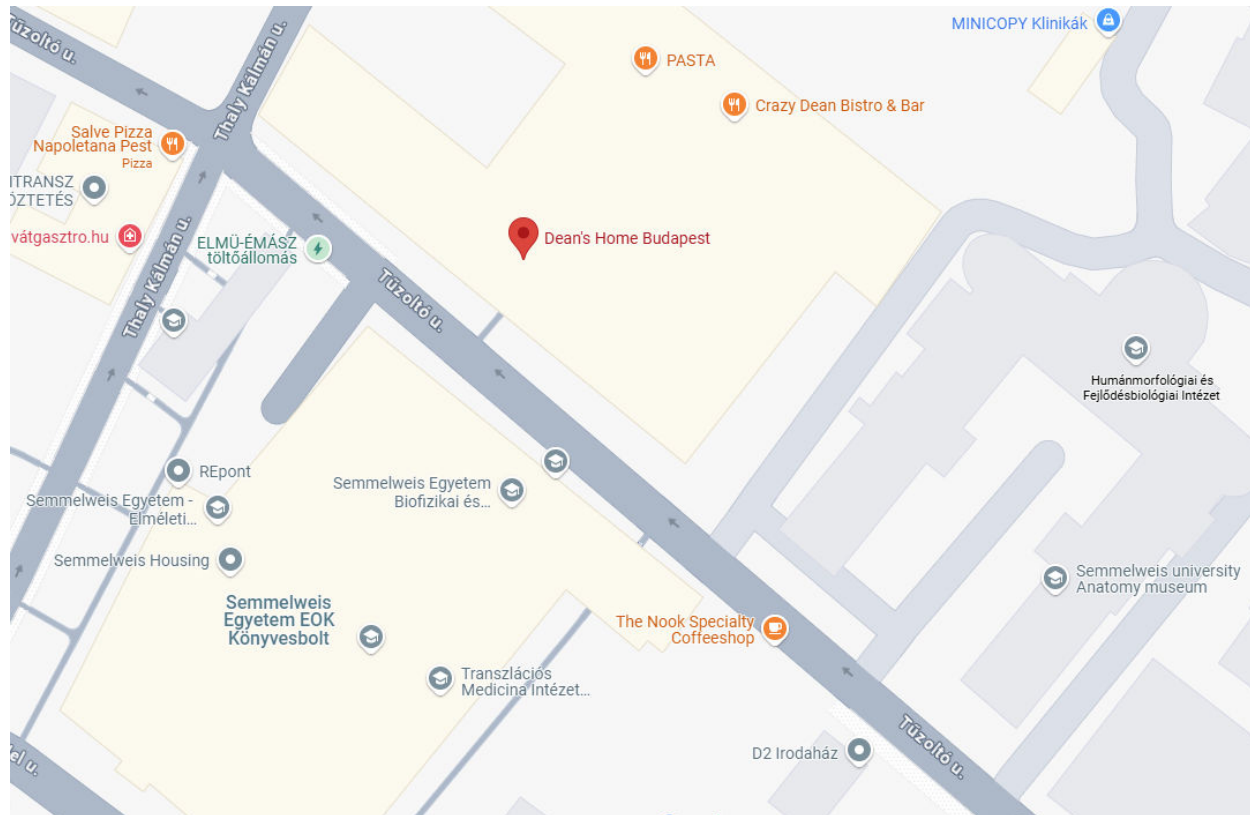 Tűzoltó u.
Thaly Kálmán u.
MINICOPY Klinikák
PASTA
Crazy Dean Bistro & Bar
Salve Pizza
Napoletana Pest
Pizza
ITRANSZ
vátgasztro.hu
ELMŰ-ÉMÁSZ
töltőállomás
Dean's Home Budapest
Thaly Kálmán u.
Tűzoltó u.
Humánmorfológiai és
Fejlődésbiológiai Intézet
REpont
Semmelweis Egyetem
Biofizikai és...
Semmelweis Egyetem -
Elméleti...
Semmelweis Housing
Semmelweis
Egyetem EOK
Könyvesbolt
Semmelweis university
Anatomy museum
The Nook Specialty
Coffeeshop
Transzlációs
Medicina Intézet...
D2 Irodaház
Tűzoltó u.
el u.